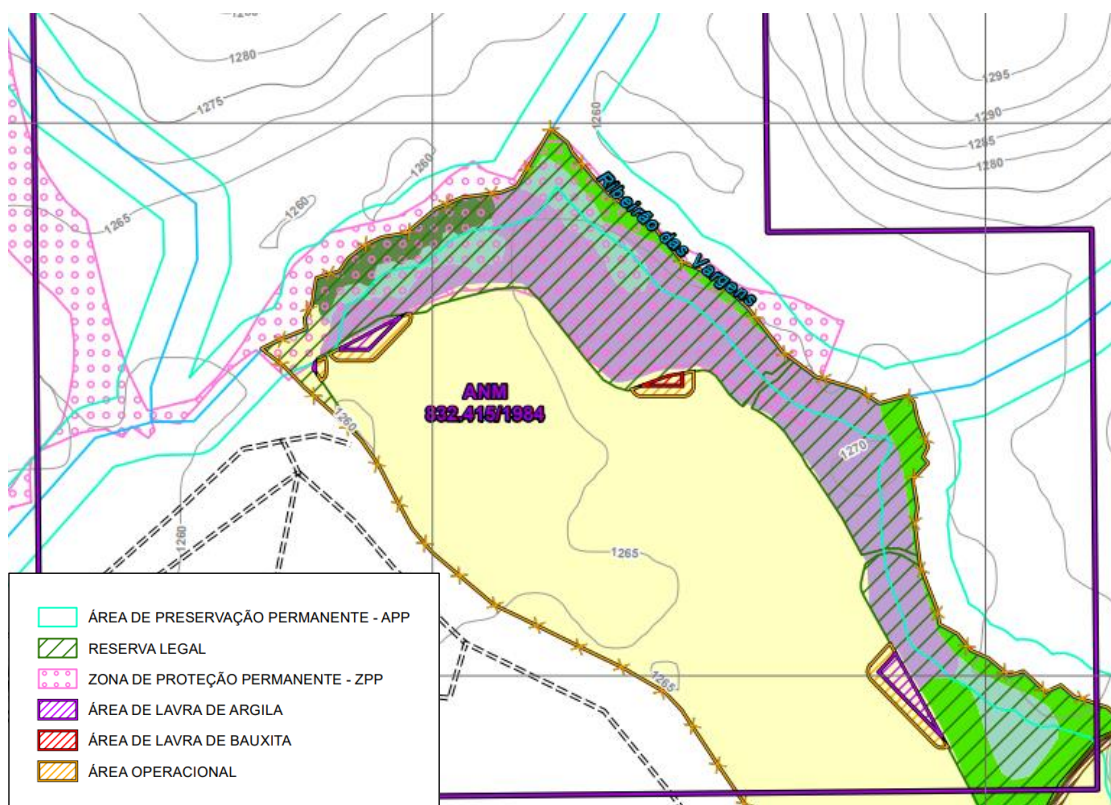 1265
1280
1275
1295
1290
1285
1280
1260
1260
1260
1265
Ribeirão das Vargens
ANM
832.415/1984
1260
1270
1260
1265
1265
ÁREA DE PRESERVAÇÃO PERMANENTE - APP
RESERVA LEGAL
ZONA DE PROTEÇÃO PERMANENTE - ZPP
ÁREA DE LAVRA DE ARGILA
ÁREA DE LAVRA DE BAUXITA
ÁREA OPERACIONAL